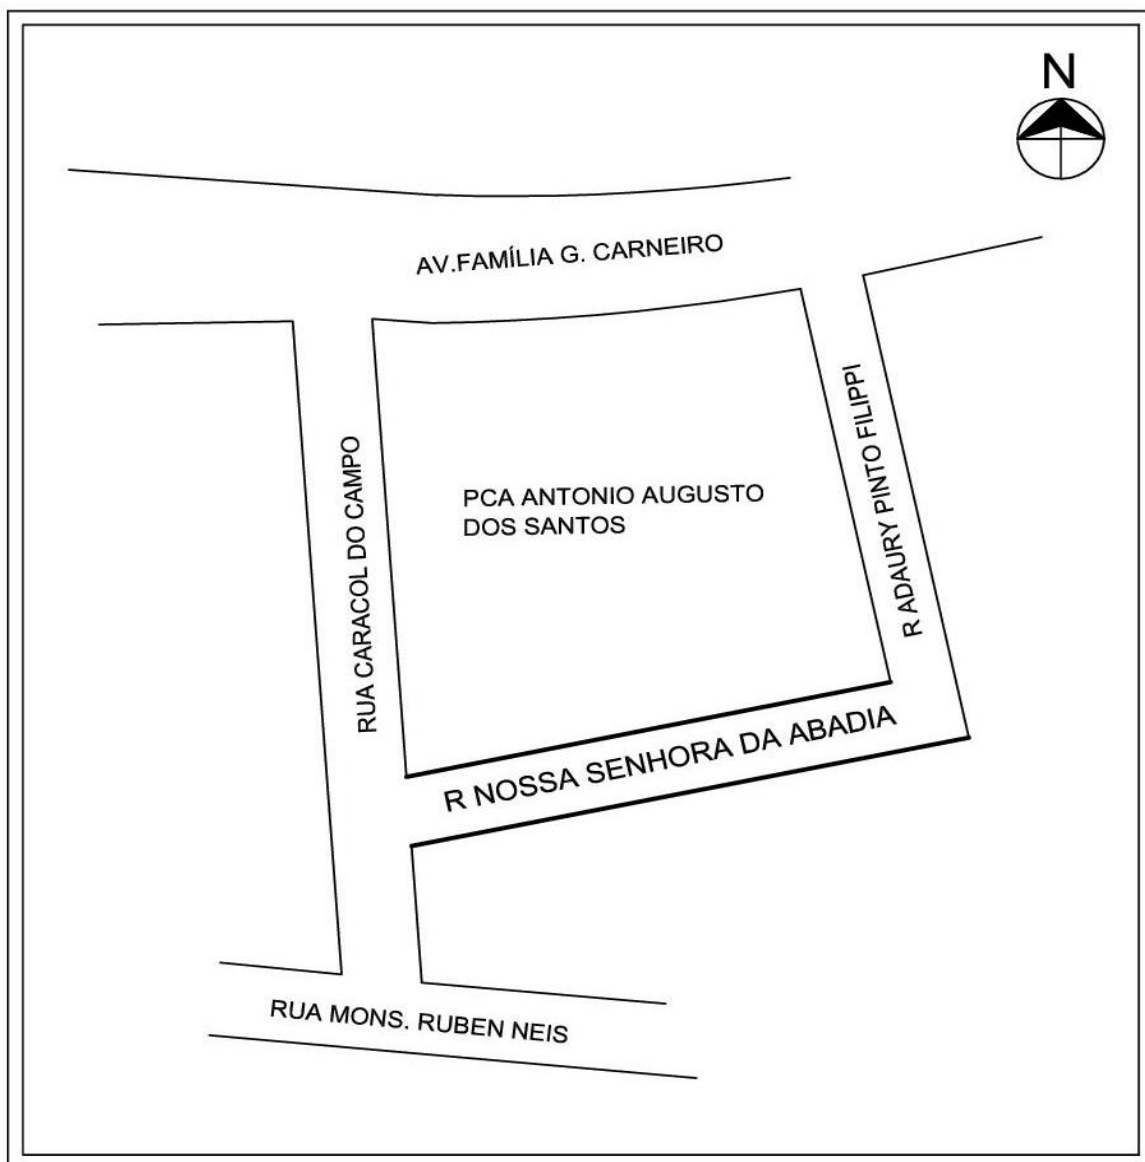 N
AV.FAMÍLIA G. CARNEIRO
R ADAURY PINTO FILIPPI
RUA CARACOL DO CAMPO
PCA ANTONIO AUGUSTO
DOS SANTOS
R NOSSA SENHORA DA ABADIA
RUA MONS. RUBEN NEIS